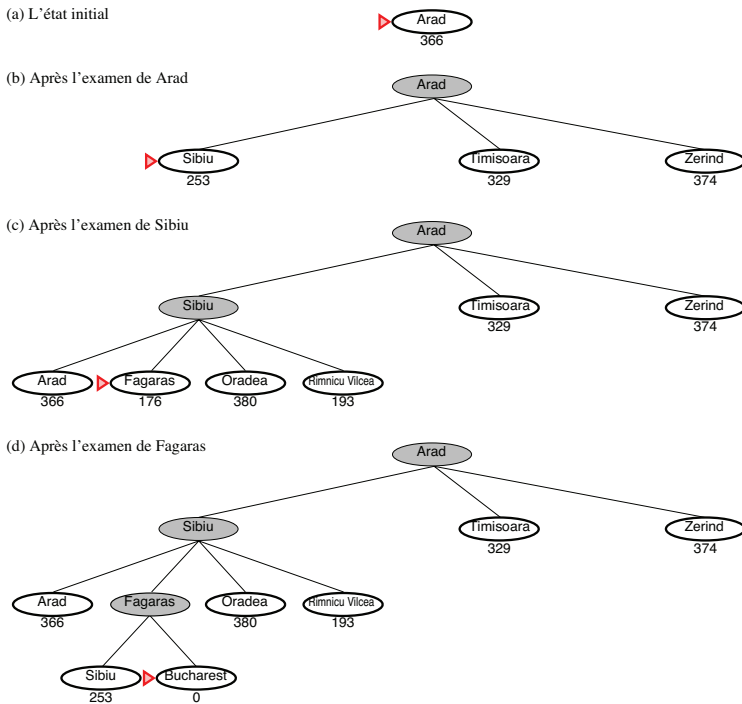 (a) L'état initial
Arad
366
(b) Après l'examen de Arad
Arad
Sibiu
Timisoara
Zerind
253
329
374
(c) Après l'examen de Sibiu
Arad
Sibiu
Timisoara
Zerind
329
374
Arad
Fagaras
Oradea
Rimnicu Vilcea
366
176
380
193
(d) Après l'examen de Fagaras
Arad
Sibiu
Timisoara
Zerind
329
374
Arad
Fagaras
Oradea
Rimnicu Vilcea
366
380
193
Sibiu
Bucharest
253
0